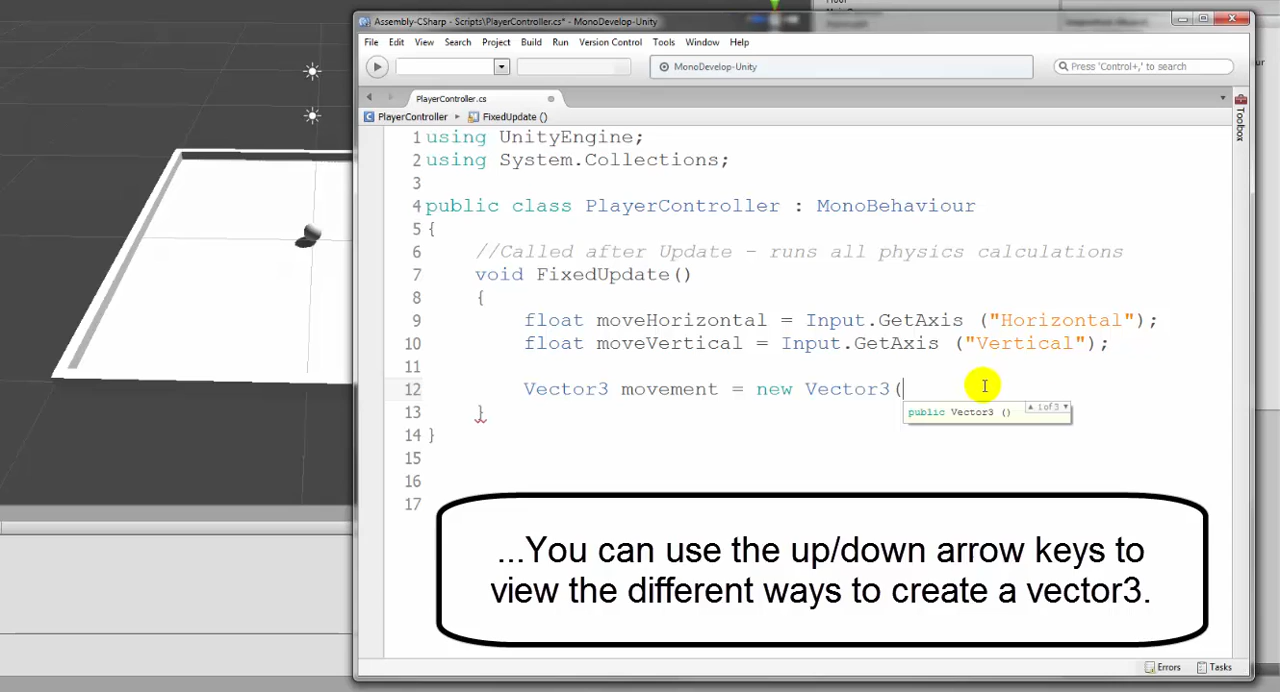 Assembly-CSharp - Scripts\PlayerController.cs* - MonoDevelop-Unity
File Edit View Search Project Build Run Version Control Tools Window Help
MonoDevelop-Unity
Press 'Control+,' to search
PlayerController.cs
PlayerController FixedUpdate ()
Toolbox
1 using UnityEngine;
2 using System.Collections;
3
4 public class PlayerController : MonoBehaviour
5 {
6 //Called after Update - runs all physics calculations
7 void FixedUpdate()
8 {
9 float moveHorizontal = Input.GetAxis ("Horizontal");
10 float moveVertical = Input.GetAxis ("Vertical");
11
12 Vector3 movement = new Vector3(
public Vector3 () 1of3
13 }
14 }
15
16
17
...You can use the up/down arrow keys to
view the different ways to create a vector3.
Errors Tasks